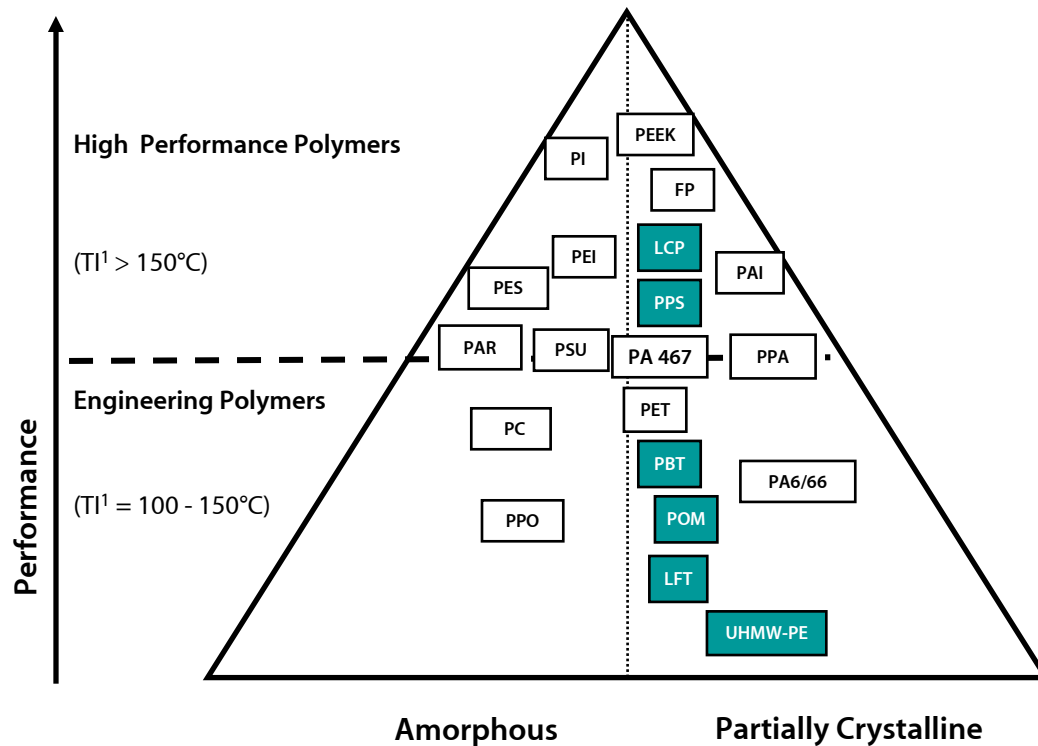 High Performance Polymers
(TI¹ > 150°C)
PEEK
PI
FP
LCP
PEI
PAI
PES
PPS
PAR
PSU
PA 467
PPA
Engineering Polymers
(TI¹ = 100 - 150°C)
PET
PC
PBT
PA6/66
PPO
POM
LFT
UHMW-PE
Performance
Amorphous
Partially Crystalline